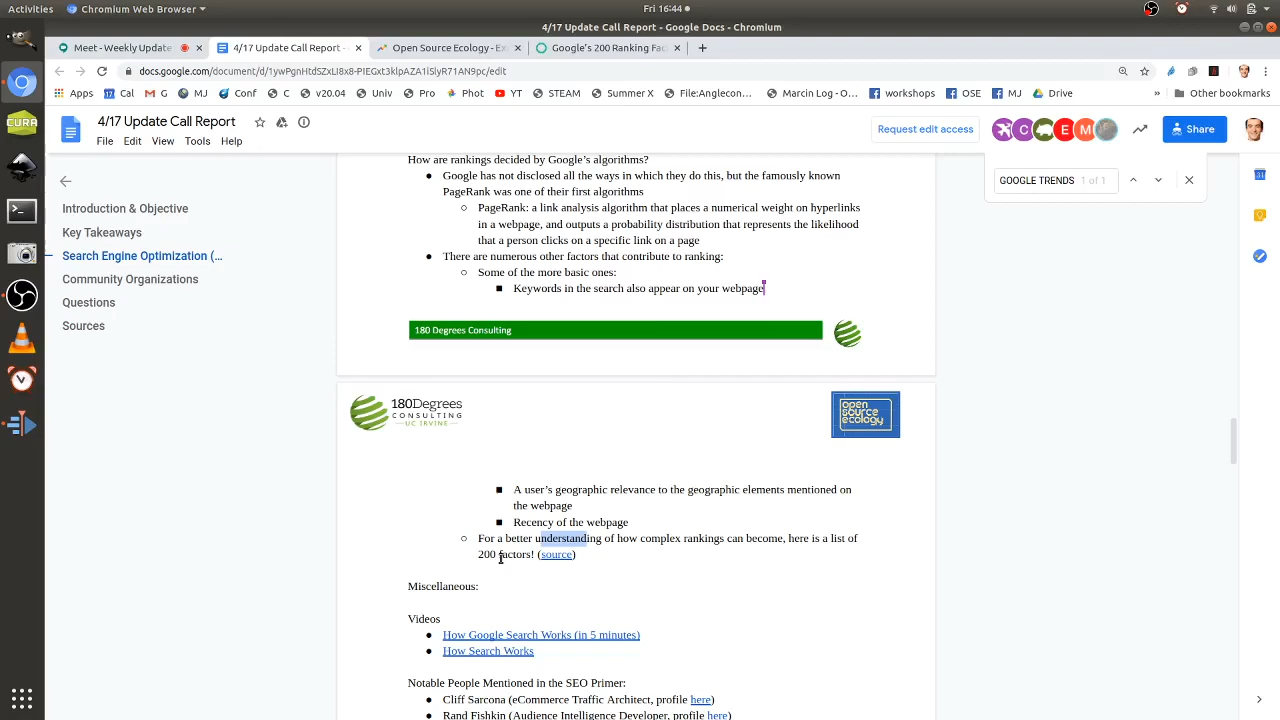 Activities
Chromium Web Browser
Fri 16:44
4/17 Update Call Report - Google Docs - Chromium
Meet - Weekly Update
4/17 Update Call Report -
Open Source Ecology - Ex
Google's 200 Ranking Fac
docs.google.com/document/d/1ywPgnHtdSZxLI8x8-PIEGxt3klpAZA1iSlyR71AN9pc/edit
Apps
Cal
G
MJ
Conf
C
v20.04
Univ
Pro
Phot
YT
STEAM
Summer X
File:Anglecon...
Marcin Log - O...
workshops
OSE
MJ
Drive
»
Other bookmarks
4/17 Update Call Report
File Edit View Tools Help
Request edit access
C
E
M
Share
GOOGLE TRENDS 1 of 1
Introduction & Objective
Key Takeaways
Search Engine Optimization (...
Community Organizations
Questions
Sources
How are rankings decided by Google's algorithms?
● Google has not disclosed all the ways in which they do this, but the famously known
PageRank was one of their first algorithms
○ PageRank: a link analysis algorithm that places a numerical weight on hyperlinks
in a webpage, and outputs a probability distribution that represents the likelihood
that a person clicks on a specific link on a page
● There are numerous other factors that contribute to ranking:
○ Some of the more basic ones:
■ Keywords in the search also appear on your webpage
180 Degrees Consulting
180Degrees
CONSULTING
UC IRVINE
open
source
ecology
■ A user's geographic relevance to the geographic elements mentioned on
the webpage
■ Recency of the webpage
○ For a better understanding of how complex rankings can become, here is a list of
200 factors! (source)
Miscellaneous:
Videos
● How Google Search Works (in 5 minutes)
● How Search Works
Notable People Mentioned in the SEO Primer:
● Cliff Sarcona (eCommerce Traffic Architect, profile here)
● Rand Fishkin (Audience Intelligence Developer, profile here)
CURA
31